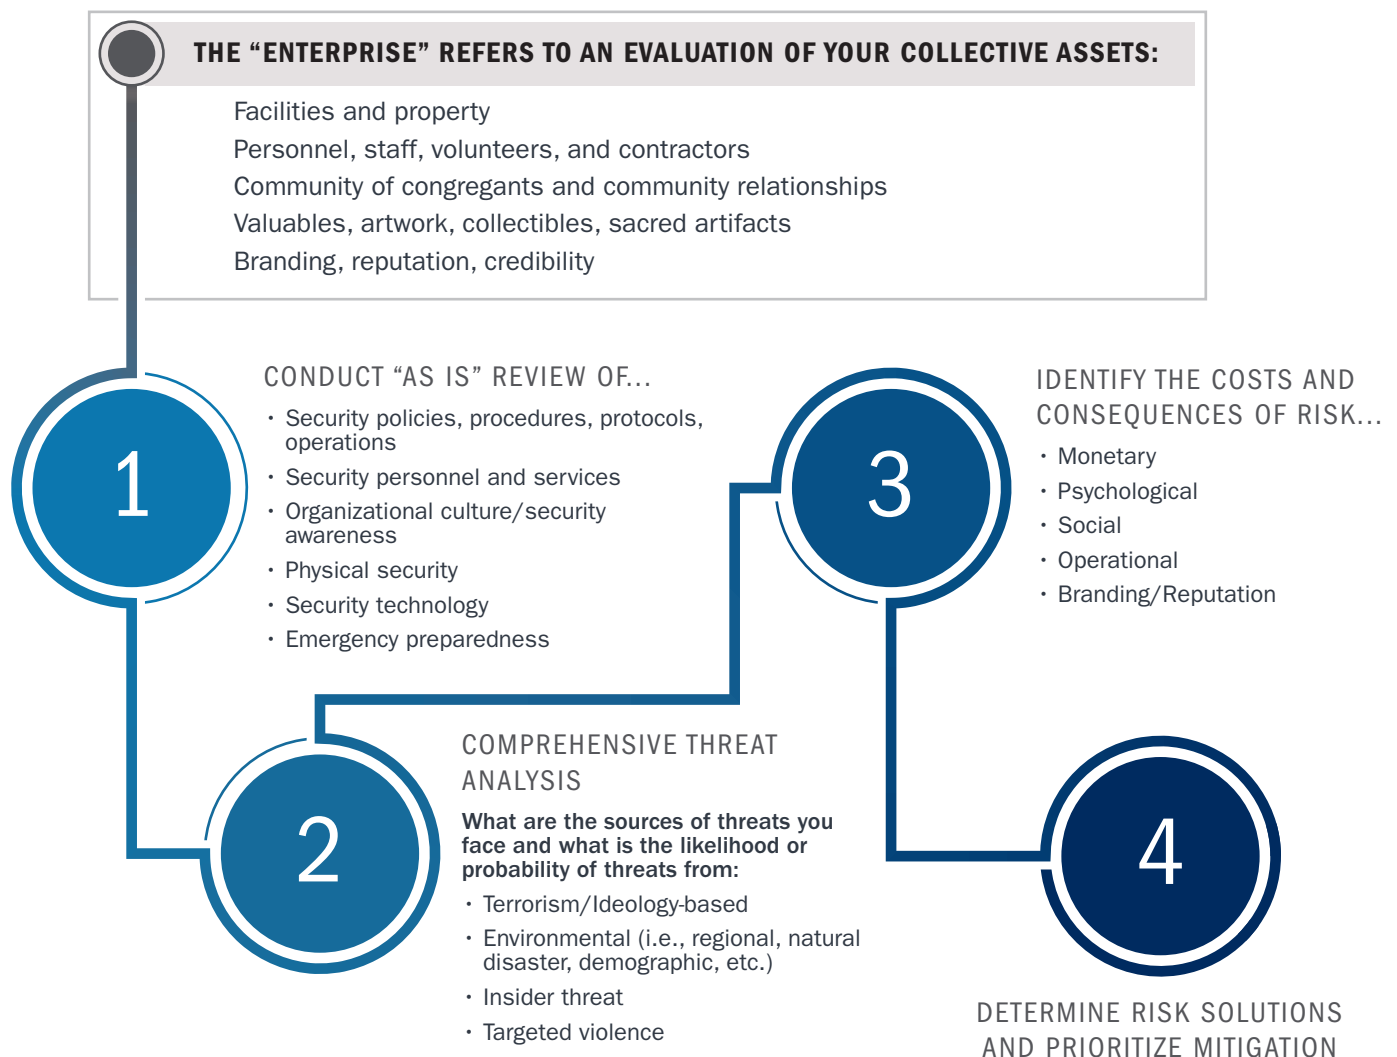 THE “ENTERPRISE” REFERS TO AN EVALUATION OF YOUR COLLECTIVE ASSETS:
Facilities and property
Personnel, staff, volunteers, and contractors
Community of congregants and community relationships
Valuables, artwork, collectibles, sacred artifacts
Branding, reputation, credibility
1
CONDUCT “AS IS” REVIEW OF...
• Security policies, procedures, protocols,
operations
• Security personnel and services
• Organizational culture/security
awareness
• Physical security
• Security technology
• Emergency preparedness
2
COMPREHENSIVE THREAT
ANALYSIS
What are the sources of threats you
face and what is the likelihood or
probability of threats from:
• Terrorism/Ideology-based
• Environmental (i.e., regional, natural
disaster, demographic, etc.)
• Insider threat
• Targeted violence
3
IDENTIFY THE COSTS AND
CONSEQUENCES OF RISK...
• Monetary
• Psychological
• Social
• Operational
• Branding/Reputation
4
DETERMINE RISK SOLUTIONS
AND PRIORITIZE MITIGATION